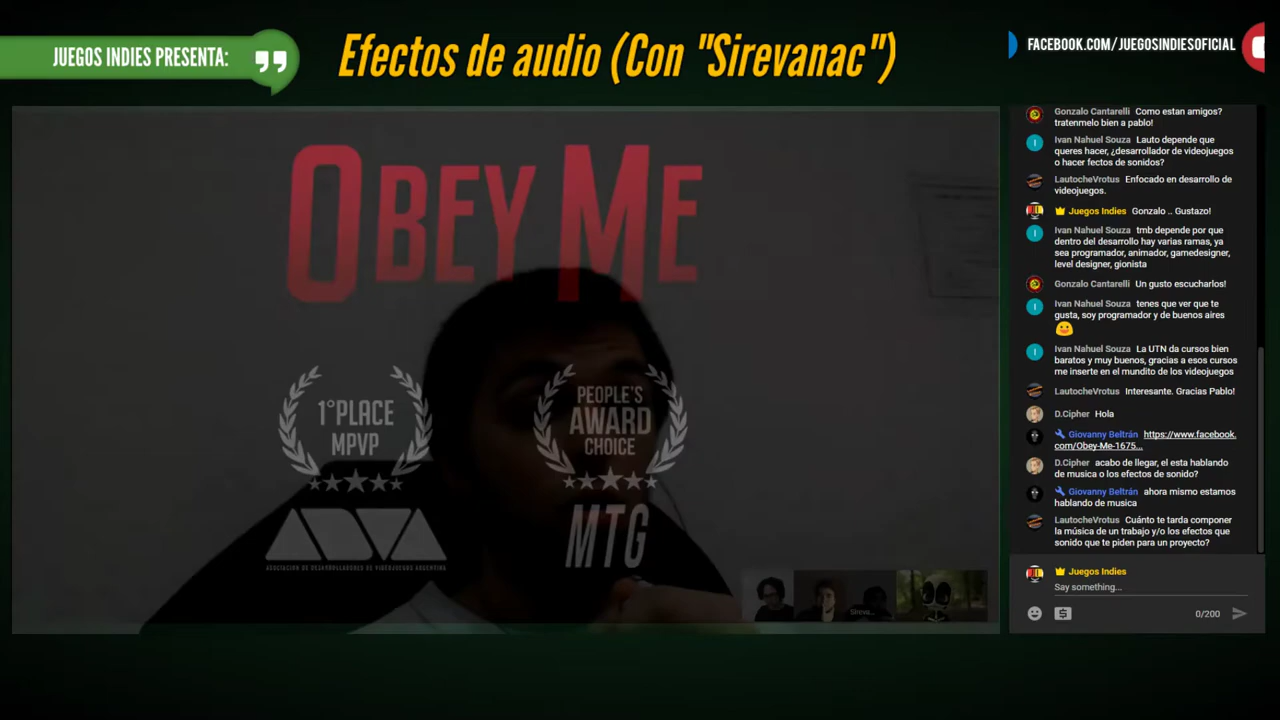 JUEGOS INDIES PRESENTA:
Efectos de audio (Con "Sirevanac")
FACEBOOK.COM/JUEGOSINDIESOFICIAL
OBEY ME
1°PLACE
MPVP
PEOPLE'S
AWARD
CHOICE
ADVA
ASOCIACION DE DESARROLLADORES DE VIDEOJUEGOS ARGENTINA
MTG
Sireva...
Gonzalo Cantarelli Como estan amigos?
tratenmelo bien a pablo!
Ivan Nahuel Souza Lauto depende que
queres hacer, ¿desarrollador de videojuegos
o hacer fectos de sonidos?
LautocheVrotus Enfocado en desarrollo de
videojuegos.
Juegos Indies Gonzalo .. Gustazo!
Ivan Nahuel Souza tmb depende por que
dentro del desarrollo hay varias ramas, ya
sea programador, animador, gamedesigner,
level designer, gionista
Gonzalo Cantarelli Un gusto escucharlos!
Ivan Nahuel Souza tenes que ver que te
gusta, soy programador y de buenos aires
Ivan Nahuel Souza La UTN da cursos bien
baratos y muy buenos, gracias a esos cursos
me inserte en el mundito de los videojuegos
LautocheVrotus Interesante. Gracias Pablo!
D.Cipher Hola
Giovanny Beltrán https://www.facebook.
com/Obey-Me-1675...
D.Cipher acabo de llegar, el esta hablando
de musica o los efectos de sonido?
Giovanny Beltrán ahora mismo estamos
hablando de musica
LautocheVrotus Cuánto te tarda componer
la música de un trabajo y/o los efectos que
sonido que te piden para un proyecto?
Juegos Indies
Say something...
0/200